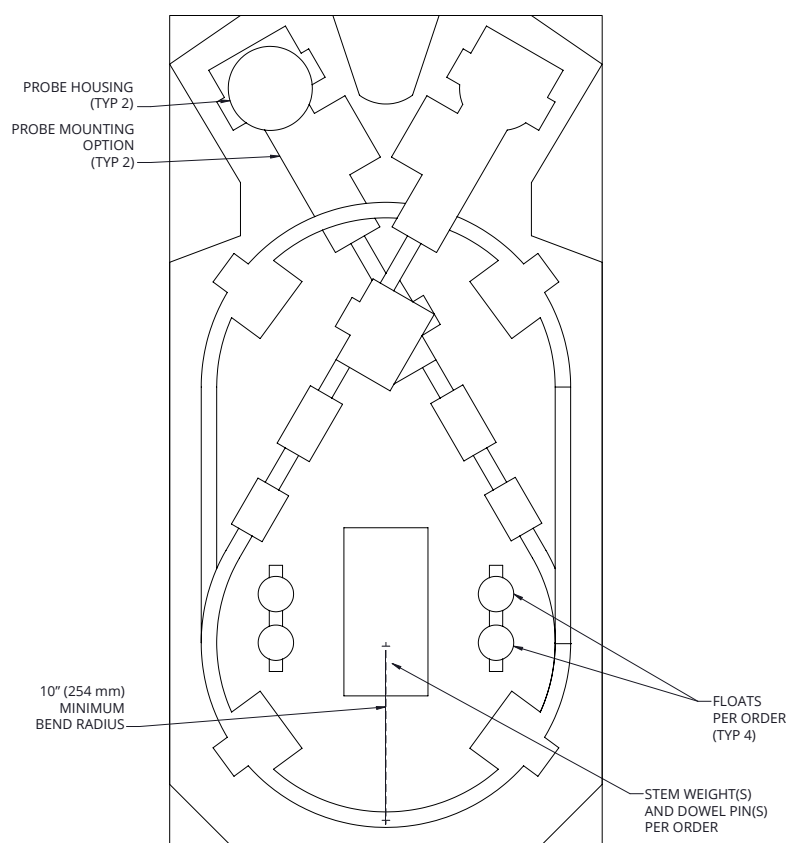 PROBE HOUSING
(TYP 2)
PROBE MOUNTING
OPTION
(TYP 2)
10” (254 mm)
MINIMUM
BEND RADIUS
FLOATS
PER ORDER
(TYP 4)
STEM WEIGHT(S)
AND DOWEL PIN(S)
PER ORDER